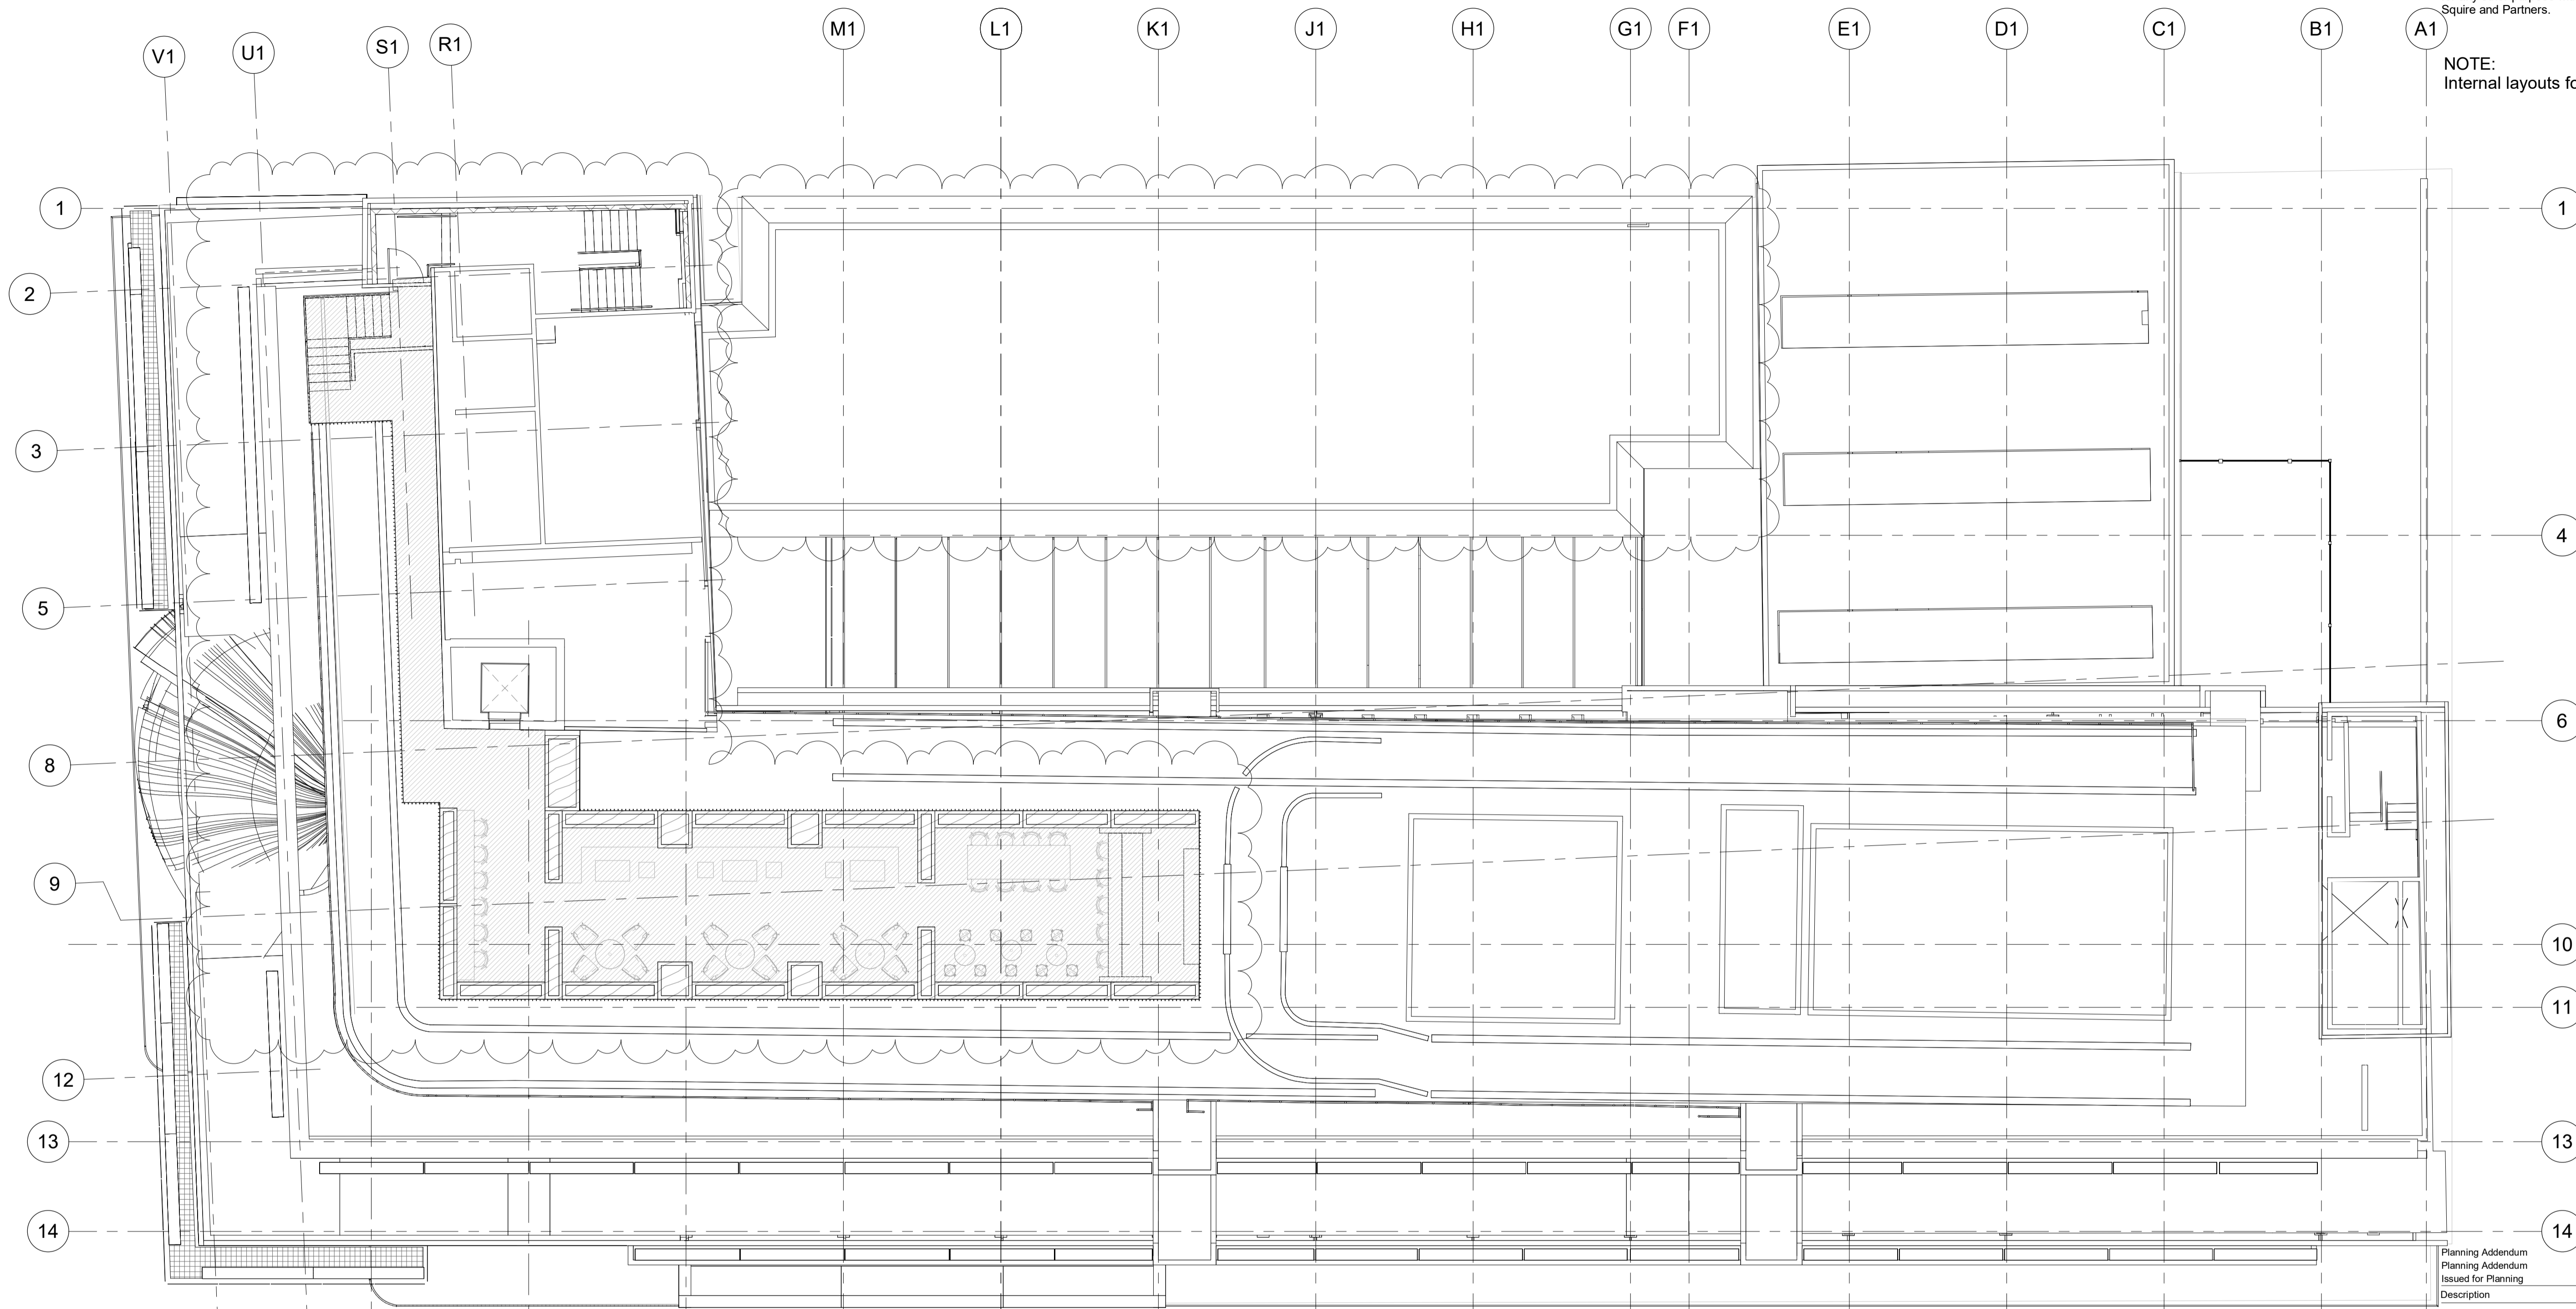 Squire and Partners.
V1
U1
S1
R1
M1
L1
K1
J1
H1
G1
F1
E1
D1
C1
B1
A1
NOTE:
Internal layouts
1
1
2
3
4
5
6
8
9
10
11
12
13
13
14
14
Planning Addendum
Planning Addendum
Issued for Planning
Description